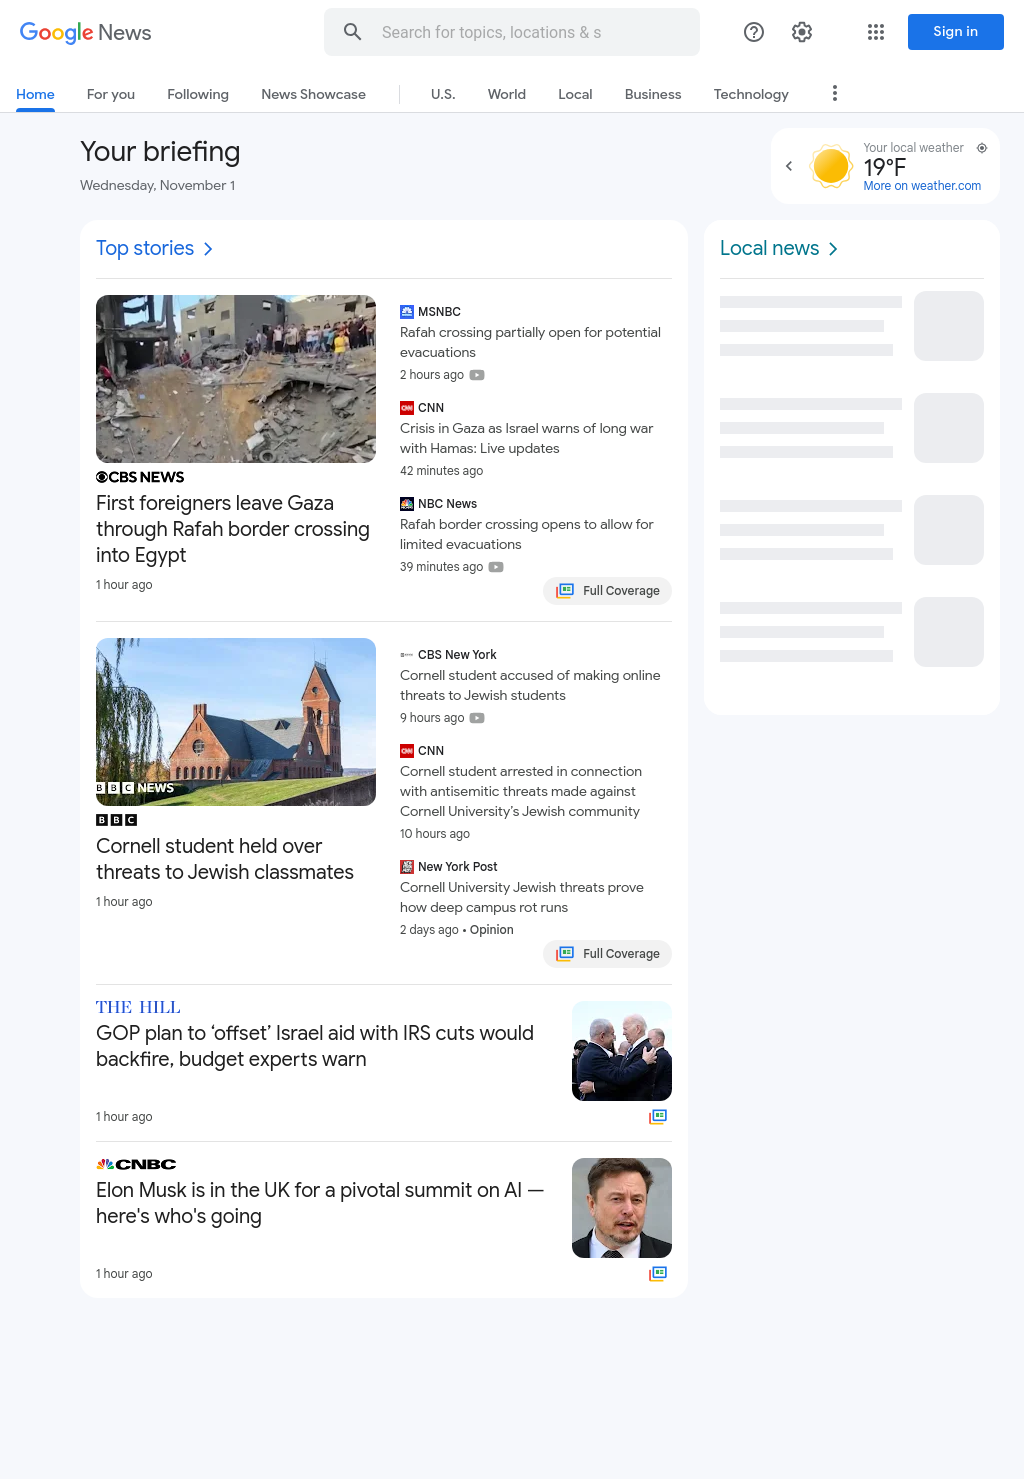 Google News
Search for topics, locations & s
Sign in
Home
For you
Following
News Showcase
U.S.
World
Local
Business
Technology
Your briefing
Wednesday, November 1
Your local weather
19°F
More on weather.com
Top stories
CBS NEWS
First foreigners leave Gaza
through Rafah border crossing
into Egypt
1 hour ago
MSNBC
Rafah crossing partially open for potential
evacuations
2 hours ago
CNN
Crisis in Gaza as Israel warns of long war
with Hamas: Live updates
42 minutes ago
NBC News
Rafah border crossing opens to allow for
limited evacuations
39 minutes ago
Full Coverage
BBC NEWS
BBC
Cornell student held over
threats to Jewish classmates
1 hour ago
CBS New York
Cornell student accused of making online
threats to Jewish students
9 hours ago
CNN
Cornell student arrested in connection
with antisemitic threats made against
Cornell University’s Jewish community
10 hours ago
New York Post
Cornell University Jewish threats prove
how deep campus rot runs
2 days ago • Opinion
Full Coverage
THE HILL
GOP plan to ‘offset’ Israel aid with IRS cuts would
backfire, budget experts warn
1 hour ago
CNBC
Elon Musk is in the UK for a pivotal summit on AI —
here's who's going
1 hour ago
Local news